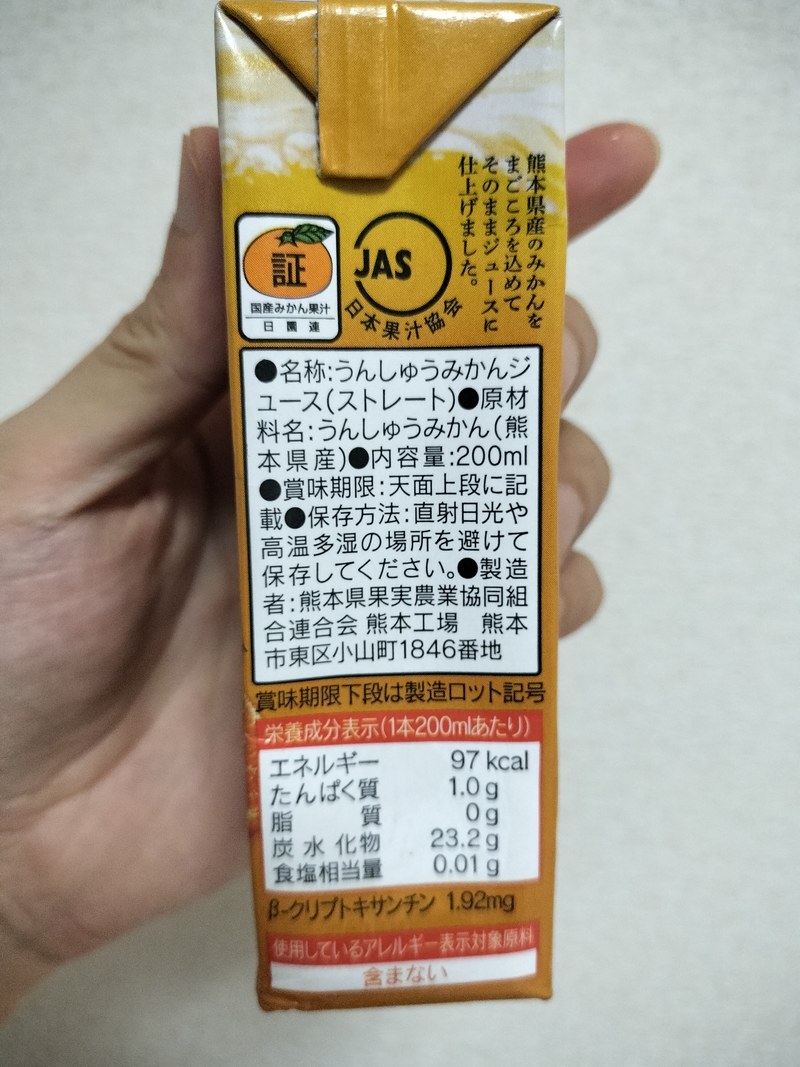 熊本県産のみかんを
まごころを込めて
そのままジュースに
仕上げました。
証
国産みかん果汁
日園連
JAS
日本果汁協会
●名称:うんしゅうみかんジ
ュース(ストレート)●原材
料名:うんしゅうみかん(熊
本県産)●内容量:200ml
●賞味期限:天面上段に記
載●保存方法:直射日光や
高温多湿の場所を避けて
保存してください。●製造
者:熊本県果実農業協同組
合連合会 熊本工場 熊本
市東区小山町1846番地
賞味期限下段は製造ロット記号
栄養成分表示(1本200mlあたり)
エネルギー 97kcal
たんぱく質 1.0g
脂質 0g
炭水化物 23.2g
食塩相当量 0.01g
β-クリプトキサンチン 1.92mg
使用しているアレルギー表示対象原料
含まない